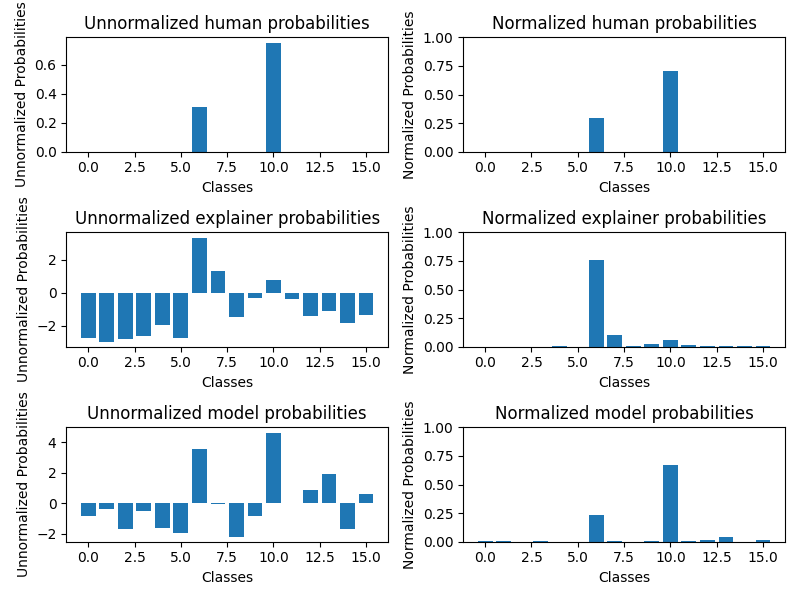 Unnormalized human probabilities
Unnormalized Probabilities
0.6
0.4
0.2
0.0
0.0 2.5 5.0 7.5 10.0 12.5 15.0
Classes
Normalized human probabilities
Normalized Probabilities
1.00
0.75
0.50
0.25
0.00
0.0 2.5 5.0 7.5 10.0 12.5 15.0
Classes
Unnormalized explainer probabilities
Unnormalized Probabilities
2
0
−2
0.0 2.5 5.0 7.5 10.0 12.5 15.0
Classes
Normalized explainer probabilities
Normalized Probabilities
1.00
0.75
0.50
0.25
0.00
0.0 2.5 5.0 7.5 10.0 12.5 15.0
Classes
Unnormalized model probabilities
Unnormalized Probabilities
4
2
0
−2
0.0 2.5 5.0 7.5 10.0 12.5 15.0
Classes
Normalized model probabilities
Normalized Probabilities
1.00
0.75
0.50
0.25
0.00
0.0 2.5 5.0 7.5 10.0 12.5 15.0
Classes